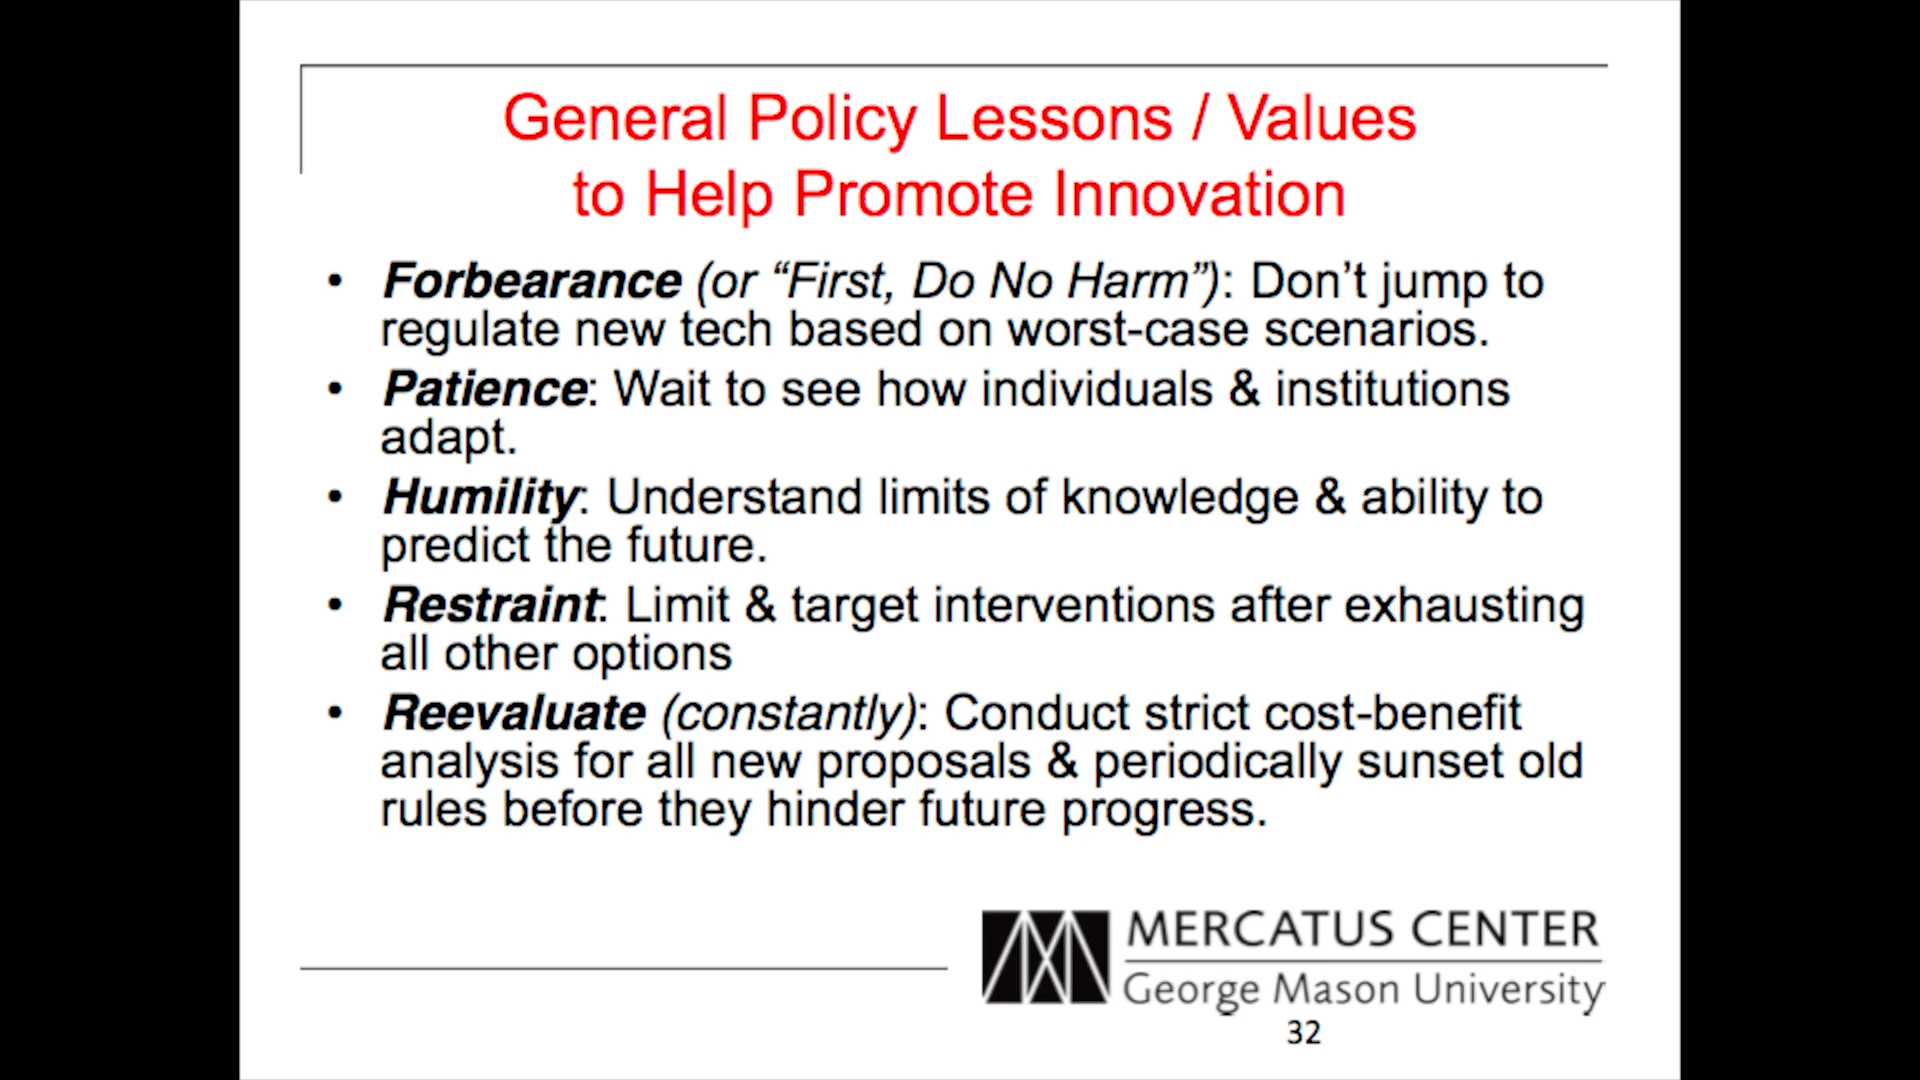 General Policy Lessons / Values
to Help Promote Innovation
• Forbearance (or “First, Do No Harm”): Don’t jump to
regulate new tech based on worst-case scenarios.
• Patience: Wait to see how individuals & institutions
adapt.
• Humility: Understand limits of knowledge & ability to
predict the future.
• Restraint: Limit & target interventions after exhausting
all other options
• Reevaluate (constantly): Conduct strict cost-benefit
analysis for all new proposals & periodically sunset old
rules before they hinder future progress.
MERCATUS CENTER
George Mason University
32